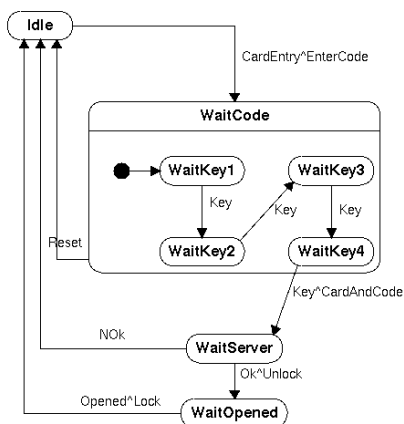 Idle
CardEntry^EnterCode
WaitCode
WaitKey1
WaitKey3
Key
Key
Key
WaitKey2
WaitKey4
Reset
Key^CardAndCode
NOk
WaitServer
Ok^Unlock
Opened^Lock
WaitOpened